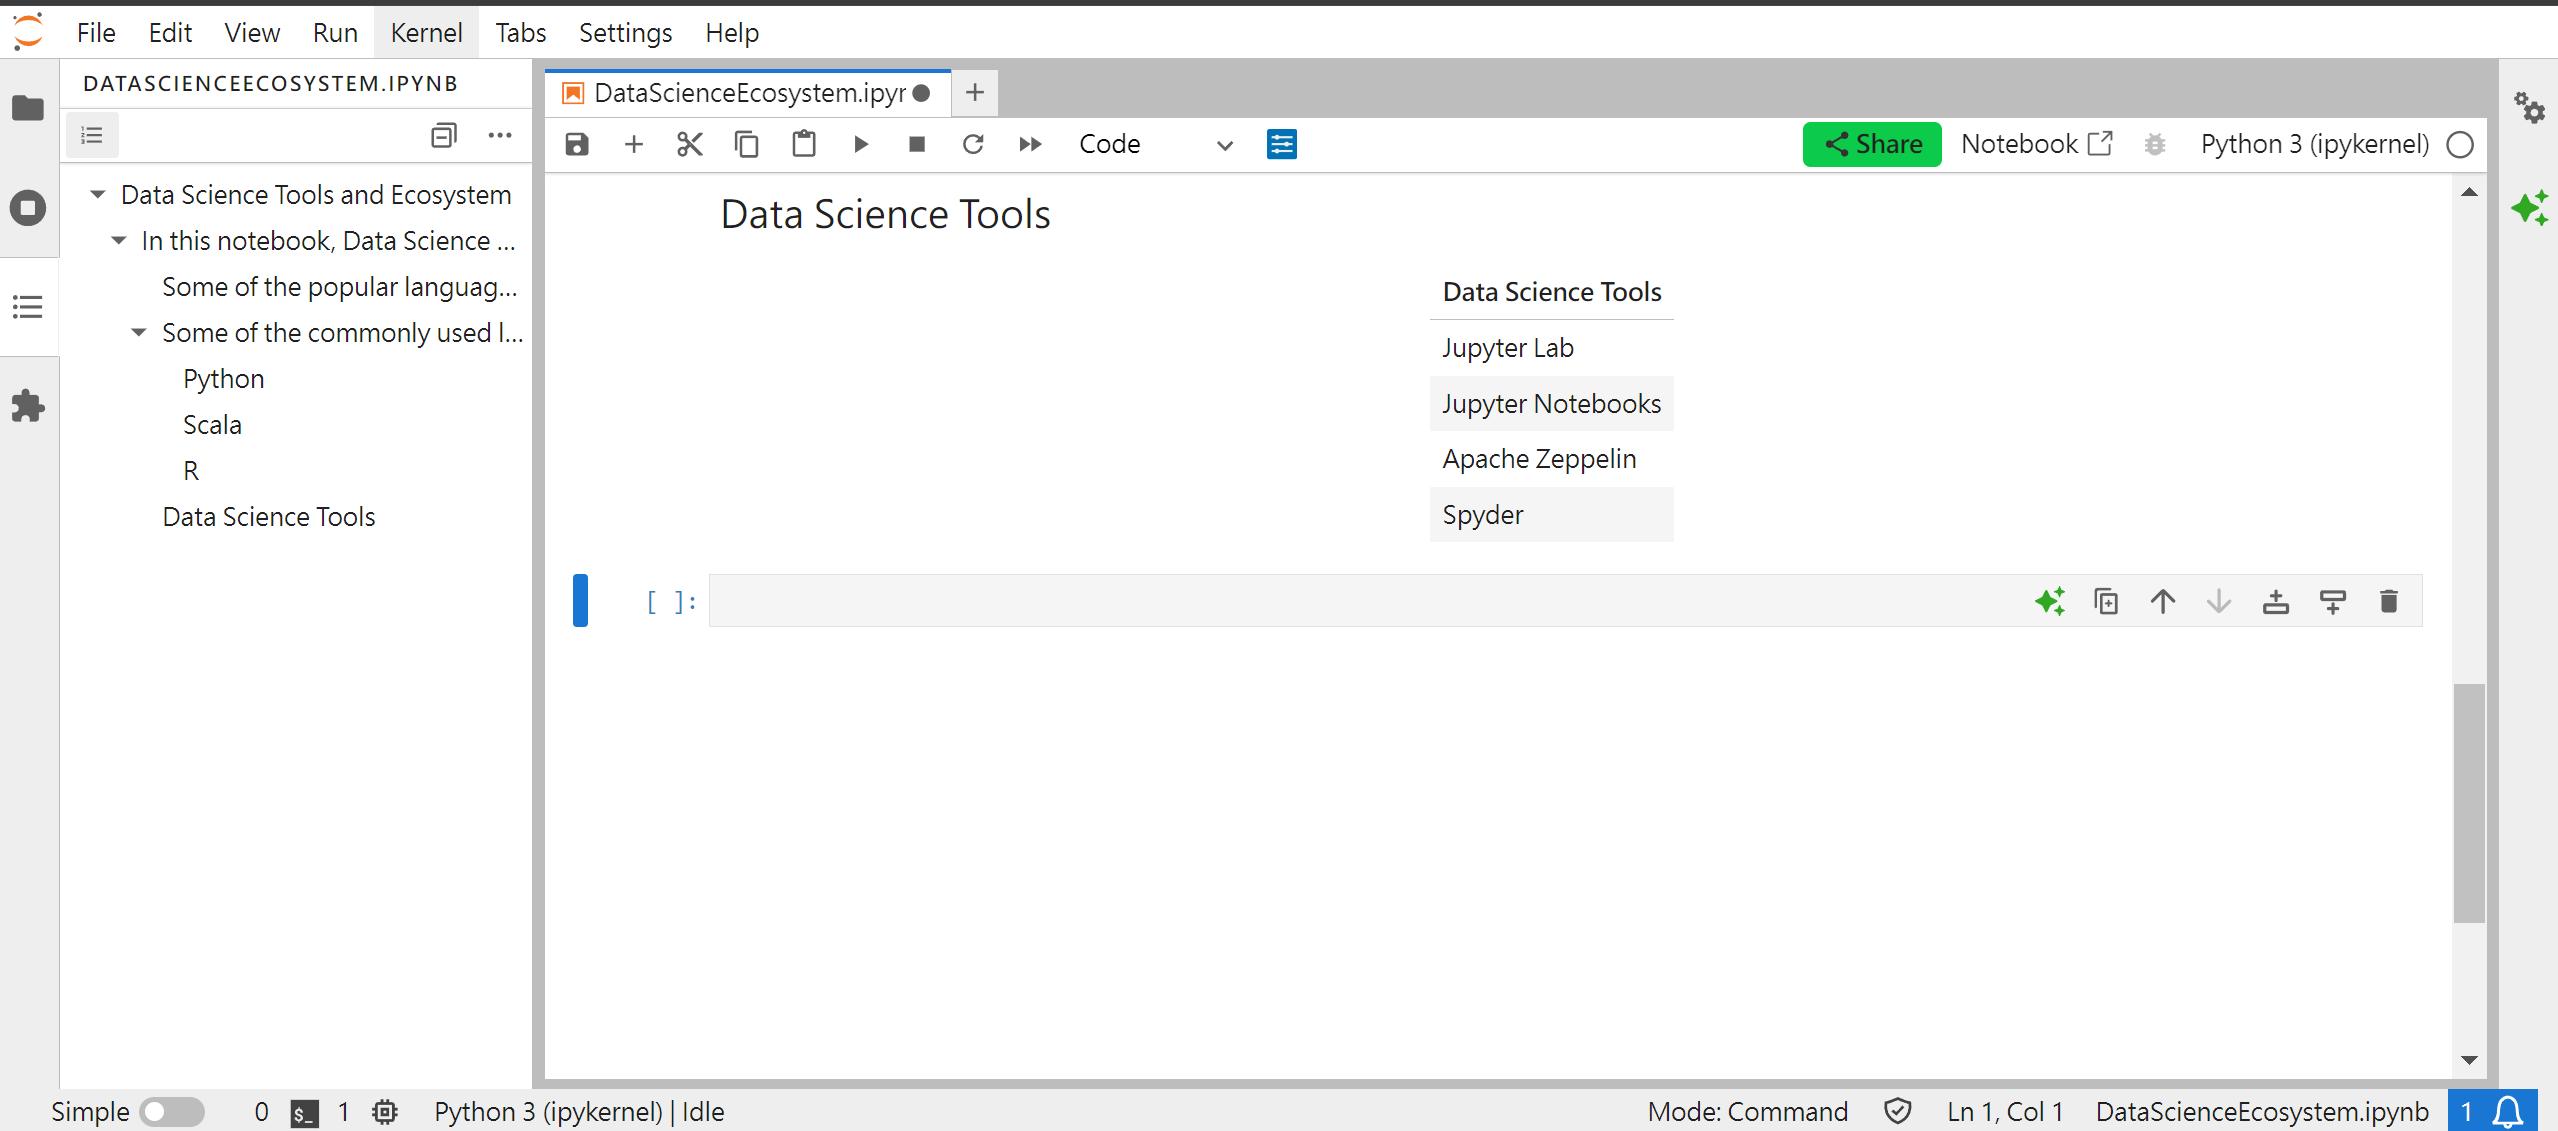 File Edit View Run Kernel Tabs Settings Help
DATASCIENCEECOSYSTEM.IPYNB
Data Science Tools and Ecosystem
In this notebook, Data Science ...
Some of the popular languag...
Some of the commonly used l...
Python
Scala
R
Data Science Tools
DataScienceEcosystem.ipyr
Code
Share
Notebook
Python 3 (ipykernel)
Data Science Tools
Data Science Tools
Jupyter Lab
Jupyter Notebooks
Apache Zeppelin
Spyder
[ ]:
Simple 0 $_ 1 Python 3 (ipykernel) | Idle
Mode: Command Ln 1, Col 1 DataScienceEcosystem.ipynb 1